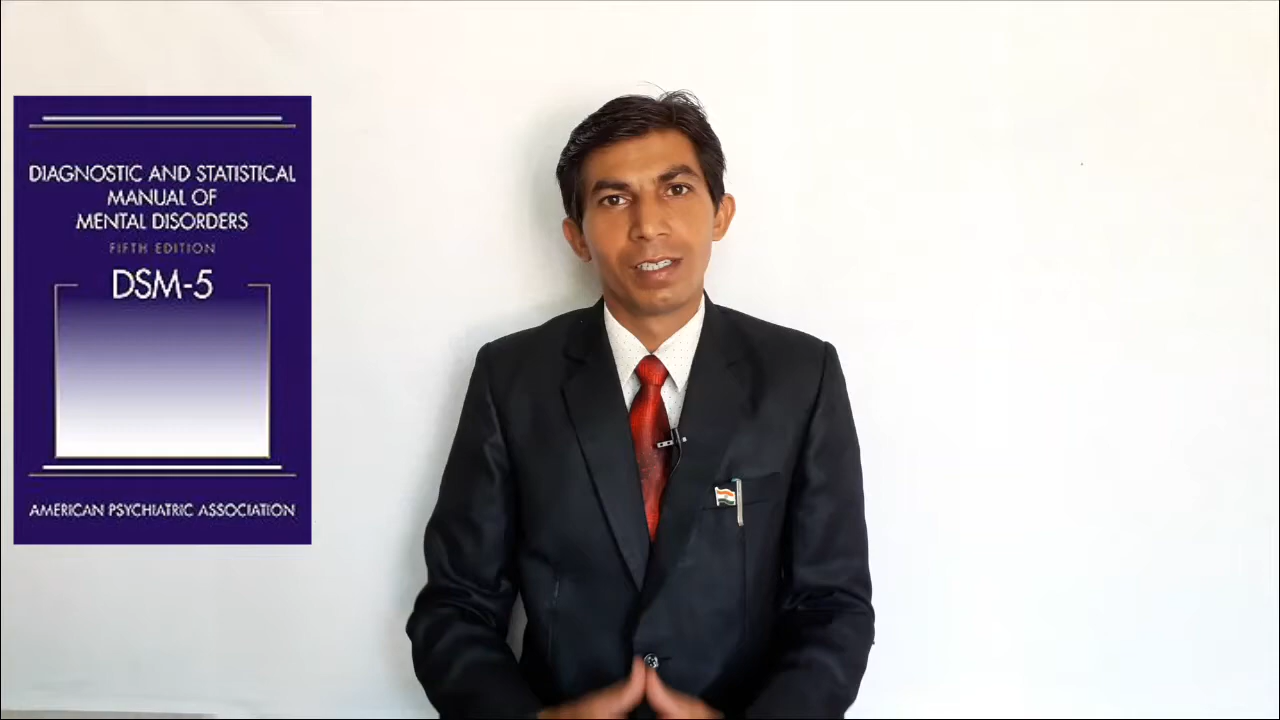 DIAGNOSTIC AND STATISTICAL
MANUAL OF
MENTAL DISORDERS
FIFTH EDITION
DSM-5
AMERICAN PSYCHIATRIC ASSOCIATION